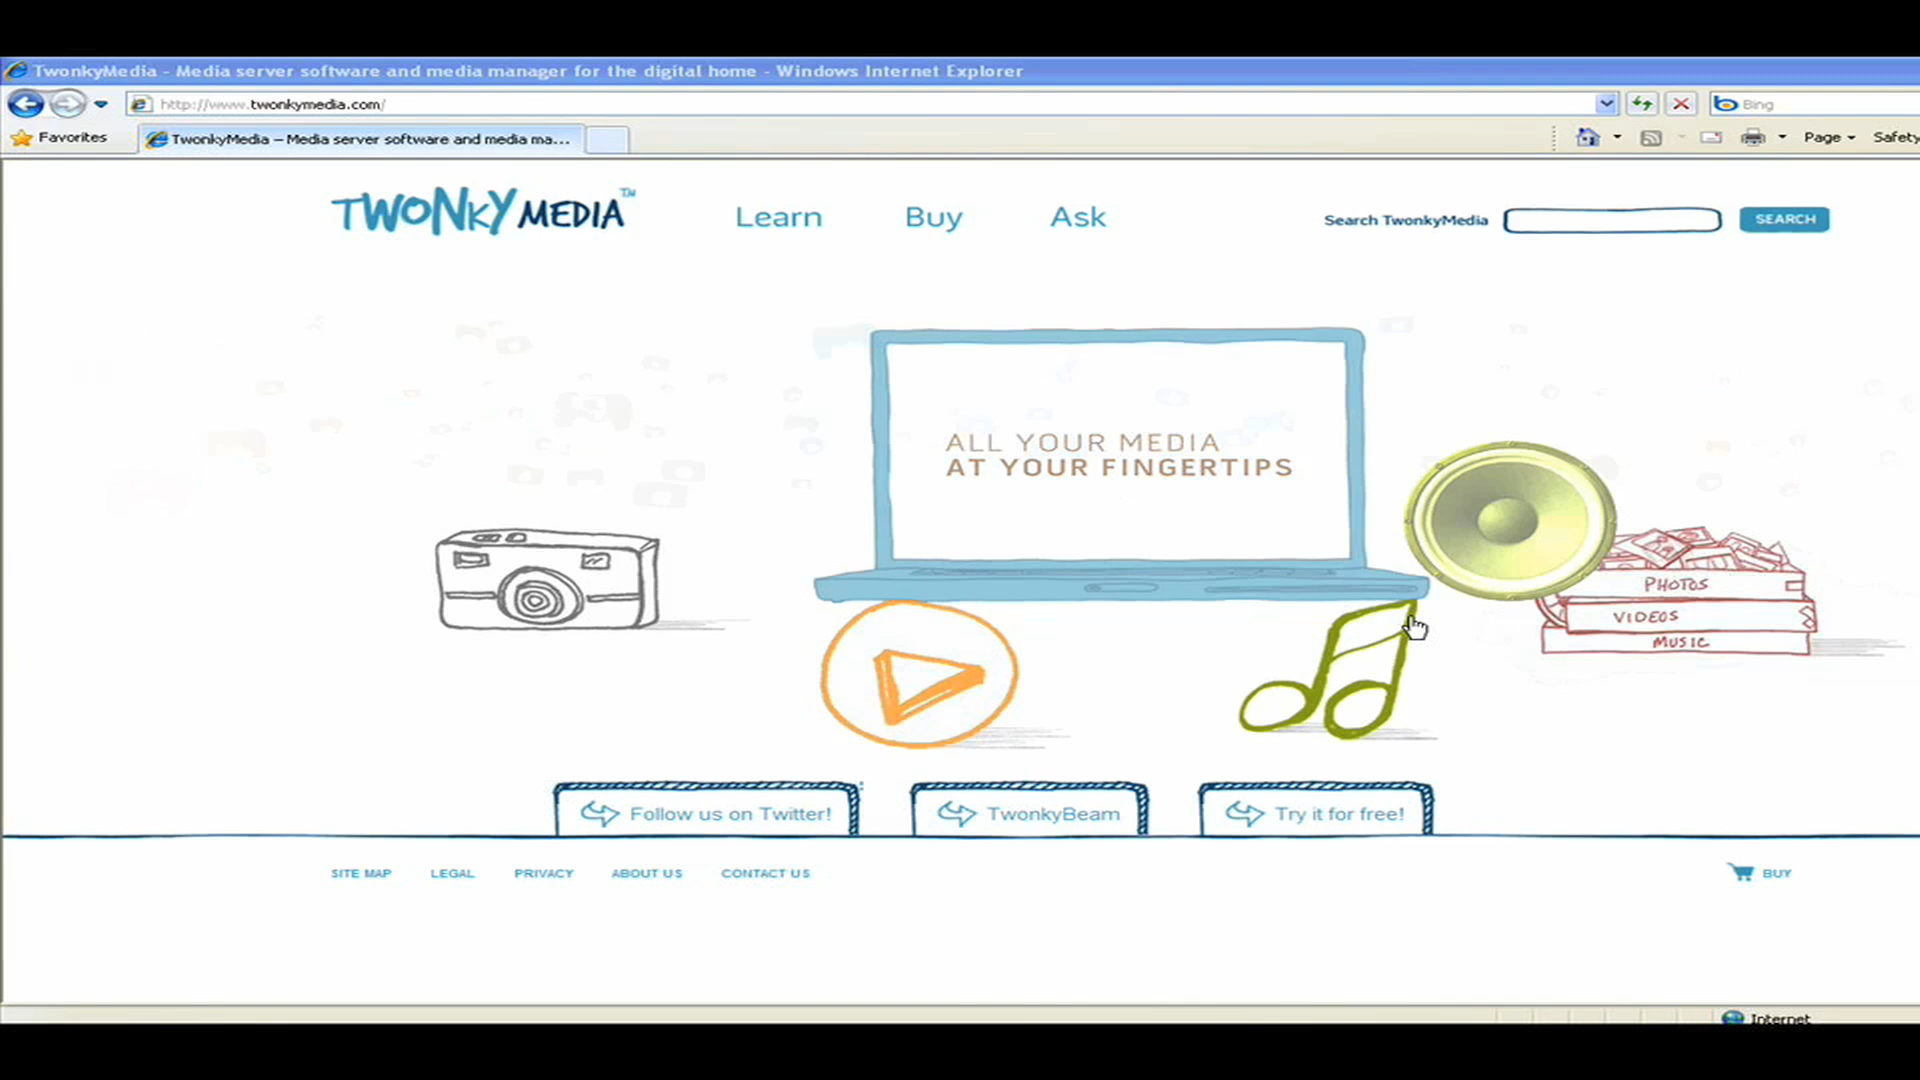 TwonkyMedia - Media server software and media manager for the digital home - Windows Internet Explorer
http://www.twonkymedia.com/
Bing
Favorites
TwonkyMedia – Media server software and media ma...
Page
Safety
TWONKY MEDIA™
Learn
Buy
Ask
Search TwonkyMedia
SEARCH
ALL YOUR MEDIA
AT YOUR FINGERTIPS
PHOTOS
VIDEOS
MUSIC
Follow us on Twitter!
TwonkyBeam
Try it for free!
SITE MAP
LEGAL
PRIVACY
ABOUT US
CONTACT US
BUY
Internet